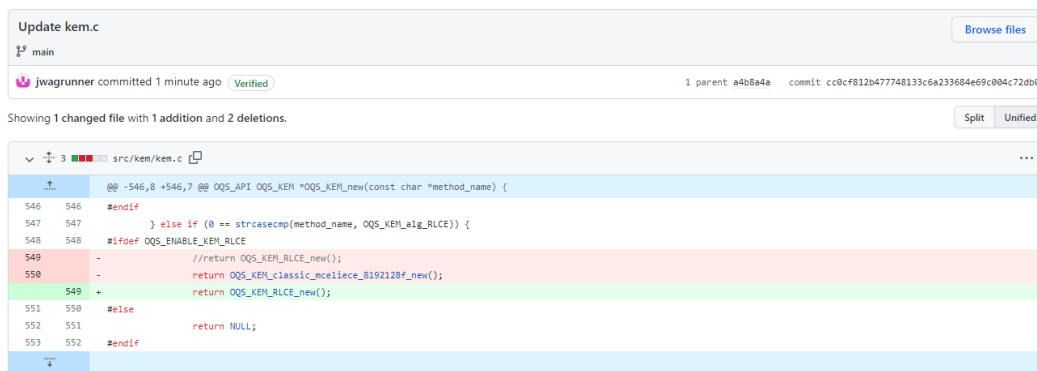 Update kem.c
Browse files
main
jwagrunner committed 1 minute ago Verified
1 parent a4b8a4a commit cc0cf812b477748133c6a233684e69c004c72db
Showing 1 changed file with 1 addition and 2 deletions.
Split Unified
3 src/kem/kem.c
@@ -546,8 +546,7 @@ OQS_API OQS_KEM *OQS_KEM_new(const char *method_name) {
546 546 #endif
547 547 } else if (0 == strcasecmp(method_name, OQS_KEM_alg_RLCE)) {
548 548 #ifdef OQS_ENABLE_KEM_RLCE
549 - //return OQS_KEM_RLCE_new();
550 - return OQS_KEM_classic_mceliece_8192128f_new();
549 + return OQS_KEM_RLCE_new();
551 550 #else
552 551 return NULL;
553 552 #endif